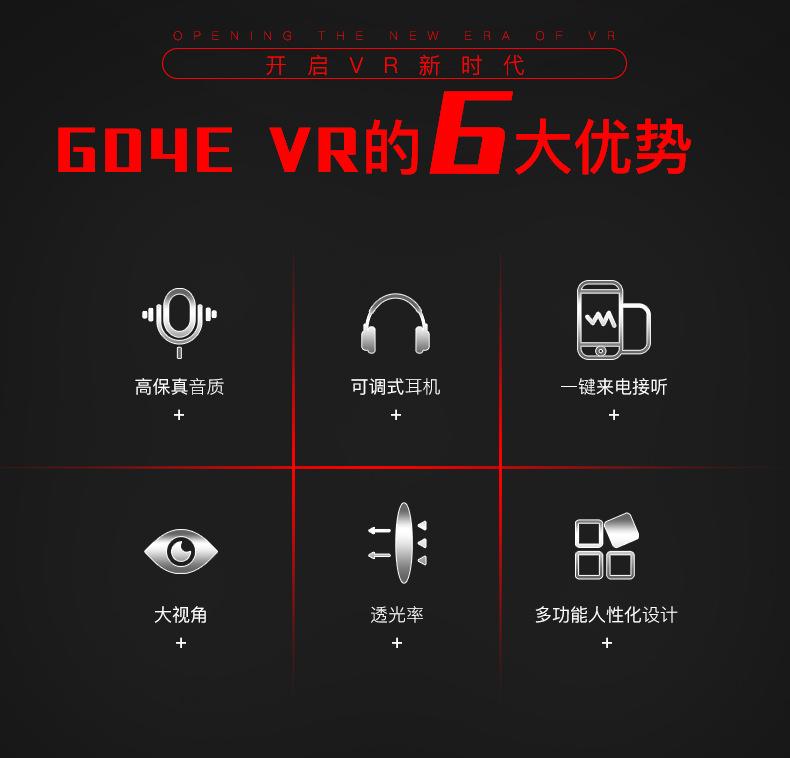 OPENING THE NEW ERA OF VR
开启VR新时代
GO4E VR的6大优势
高保真音质
+
可调式耳机
+
一键来电接听
+
大视角
+
透光率
+
多功能人性化设计
+